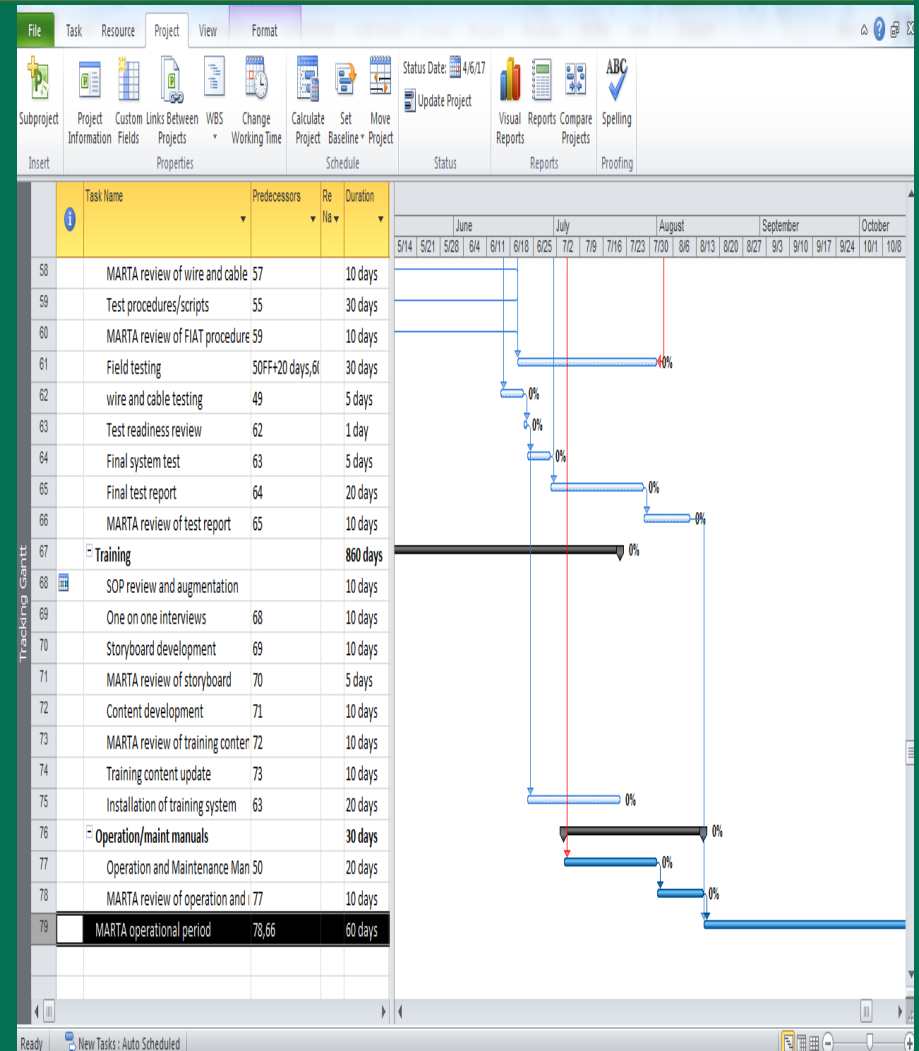 File Task Resource Project View Format
Status Date: 4/6/17
Update Project
ABC
Subproject Project Information Custom Fields Links Between Projects WBS Change Working Time Calculate Project Set Baseline Move Project Visual Reports Reports Compare Projects Spelling
Insert Properties Schedule Status Reports Proofing
Task Name Predecessors Re Na Duration
June July August September October
5/14 5/21 5/28 6/4 6/11 6/18 6/25 7/2 7/9 7/16 7/23 7/30 8/6 8/13 8/20 8/27 9/3 9/10 9/17 9/24 10/1 10/8
58 MARTA review of wire and cable 57 10 days
59 Test procedures/scripts 55 30 days
60 MARTA review of FIAT procedure 59 10 days
61 Field testing 50FF+20 days,60 30 days 0%
62 wire and cable testing 49 5 days 0%
63 Test readiness review 62 1 day 0%
64 Final system test 63 5 days 0%
65 Final test report 64 20 days 0%
66 MARTA review of test report 65 10 days 0%
67 Training 860 days 0%
68 SOP review and augmentation 10 days
69 One on one interviews 68 10 days
70 Storyboard development 69 10 days
71 MARTA review of storyboard 70 5 days
72 Content development 71 10 days
73 MARTA review of training conter 72 10 days
74 Training content update 73 10 days
75 Installation of training system 63 20 days 0%
76 Operation/maint manuals 30 days 0%
77 Operation and Maintenance Man 50 20 days 0%
78 MARTA review of operation and 77 10 days 0%
79 MARTA operational period 78,66 60 days
Tracking Gantt
Ready New Tasks : Auto Scheduled